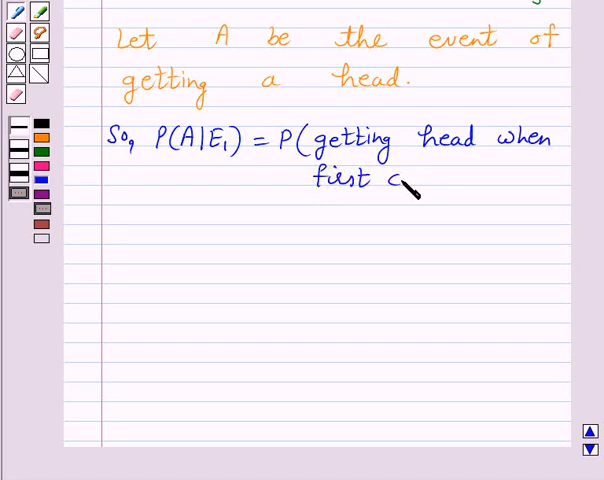 Let A be the event of
getting a head.
So, P(A|E₁) = P(getting head when
first c